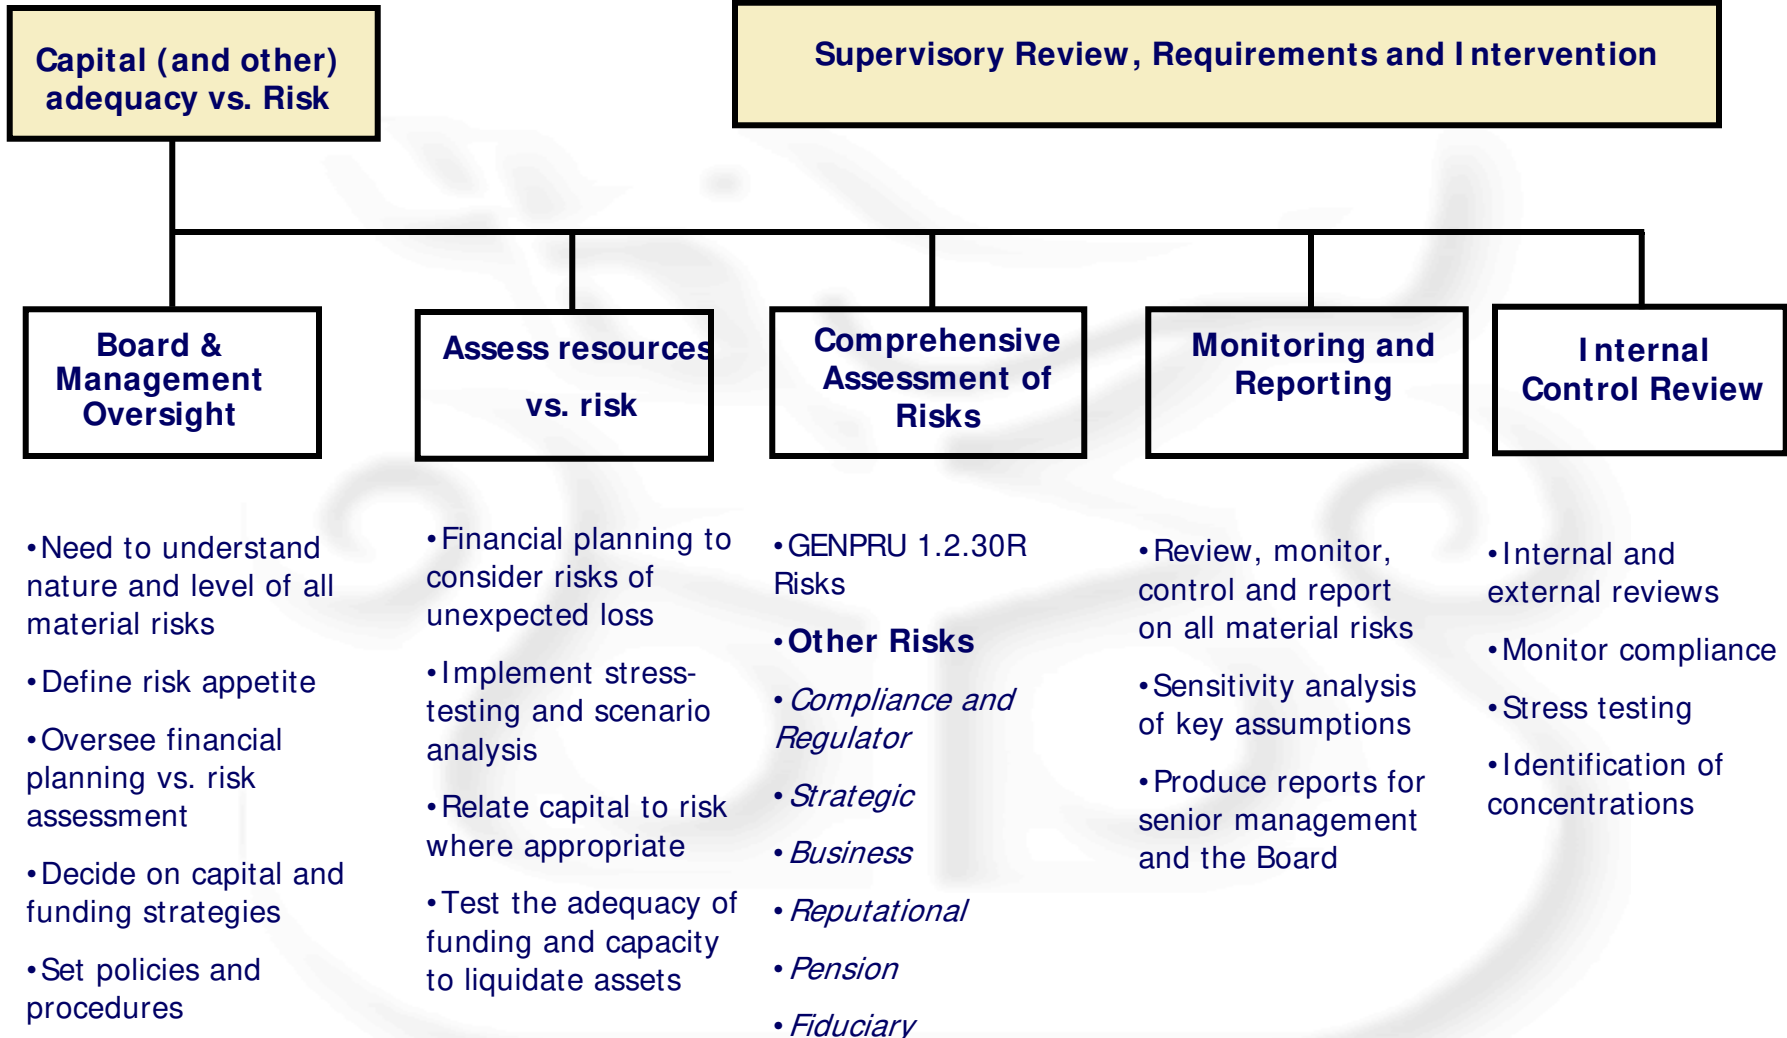 Capital (and other)
adequacy vs. Risk
Supervisory Review, Requirements and Intervention
Board &
Management
Oversight
Assess resources
vs. risk
Comprehensive
Assessment of
Risks
Monitoring and
Reporting
Internal
Control Review
•Need to understand
nature and level of all
material risks
•Define risk appetite
•Oversee financial
planning vs. risk
assessment
•Decide on capital and
funding strategies
•Set policies and
procedures
•Financial planning to
consider risks of
unexpected loss
•Implement stress-
testing and scenario
analysis
•Relate capital to risk
where appropriate
•Test the adequacy of
funding and capacity
to liquidate assets
•GENPRU 1.2.30R
Risks
•Other Risks
•Compliance and
Regulator
•Strategic
•Business
•Reputational
•Pension
•Fiduciary
•Review, monitor,
control and report
on all material risks
•Sensitivity analysis
of key assumptions
•Produce reports for
senior management
and the Board
•Internal and
external reviews
•Monitor compliance
•Stress testing
•Identification of
concentrations